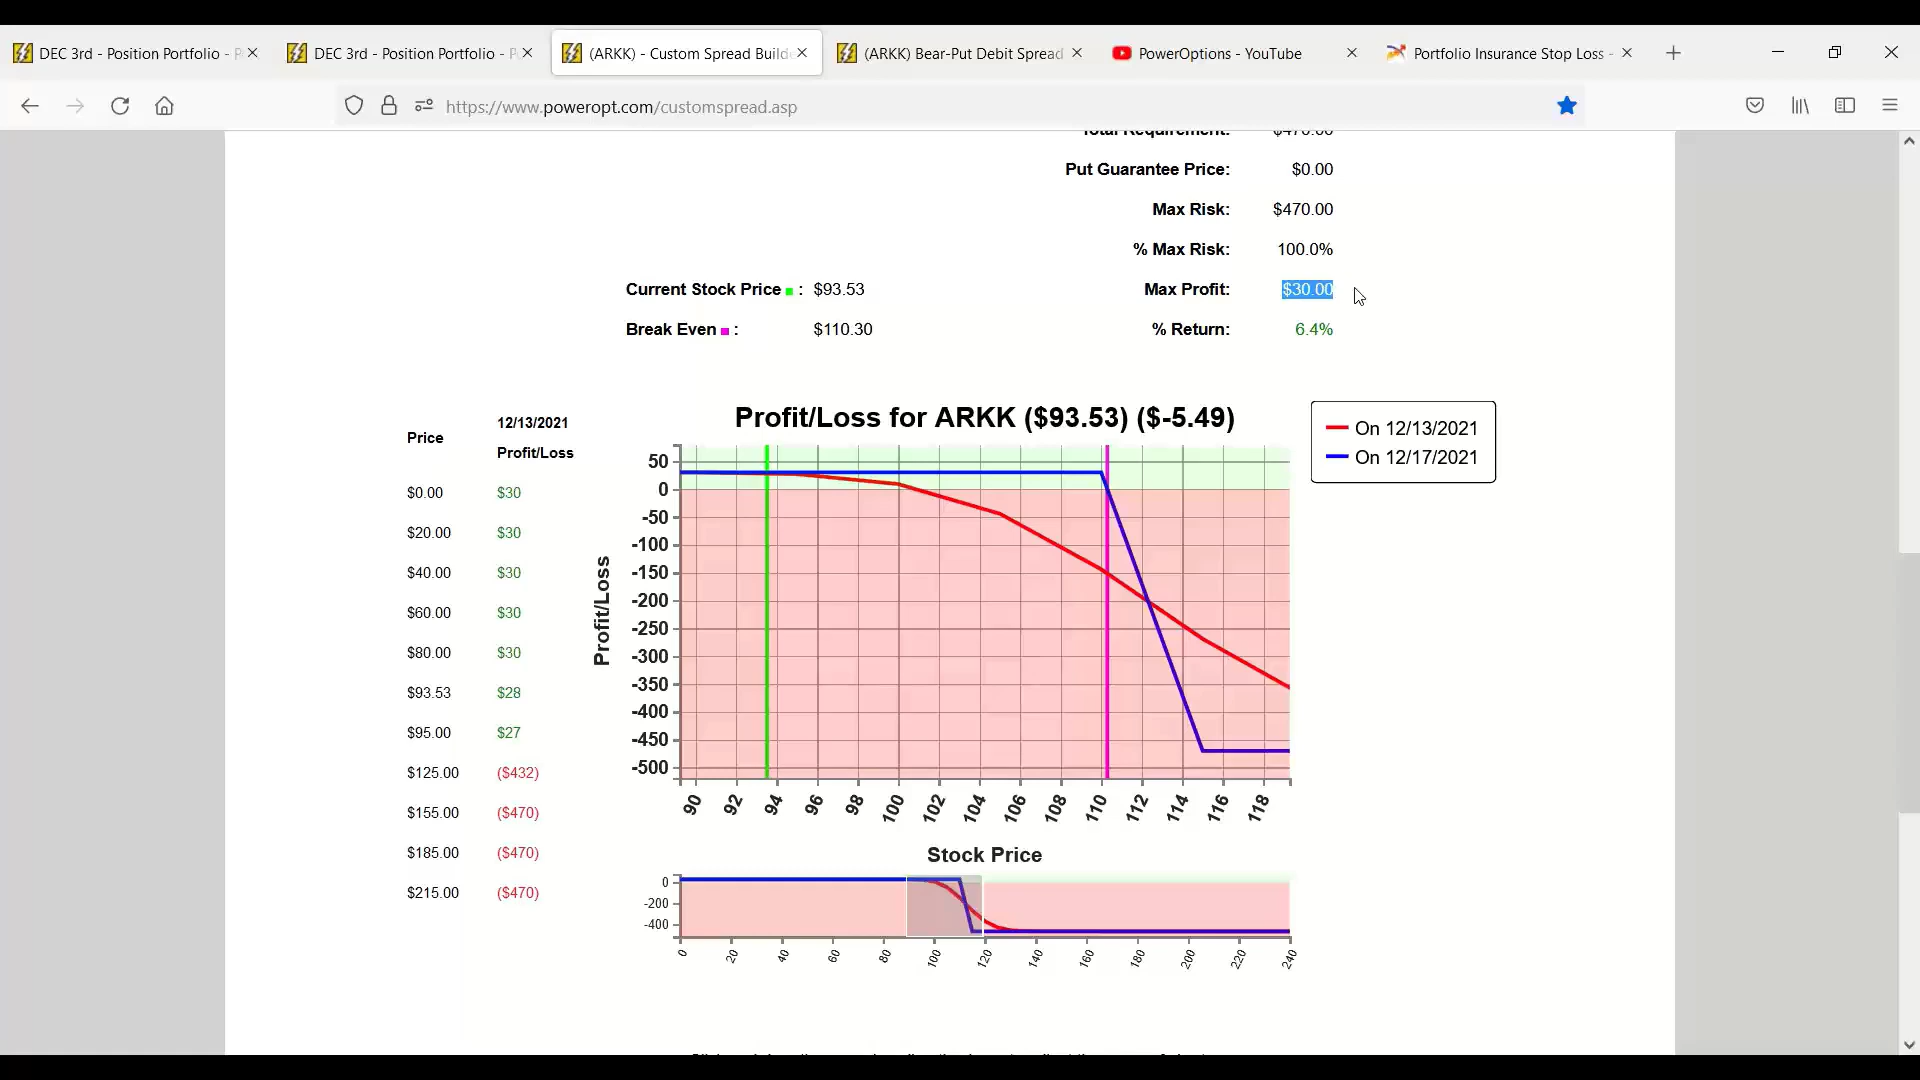 DEC 3rd - Position Portfolio - P
DEC 3rd - Position Portfolio - P
(ARKK) - Custom Spread Builde
(ARKK) Bear-Put Debit Spread
PowerOptions - YouTube
Portfolio Insurance Stop Loss -
https://www.poweropt.com/customspread.asp
Total Requirement: $470.00
Put Guarantee Price: $0.00
Max Risk: $470.00
% Max Risk: 100.0%
Current Stock Price : $93.53 Max Profit: $30.00
Break Even : $110.30 % Return: 6.4%
Profit/Loss for ARKK ($93.53) ($-5.49)
On 12/13/2021
On 12/17/2021
Price 12/13/2021
Profit/Loss
$0.00 $30
$20.00 $30
$40.00 $30
$60.00 $30
$80.00 $30
$93.53 $28
$95.00 $27
$125.00 ($432)
$155.00 ($470)
$185.00 ($470)
$215.00 ($470)
Profit/Loss
50
0
-50
-100
-150
-200
-250
-300
-350
-400
-450
-500
90 92 94 96 98 100 102 104 106 108 110 112 114 116 118
Stock Price
0
-200
-400
0 20 40 60 80 100 120 140 160 180 200 220 240